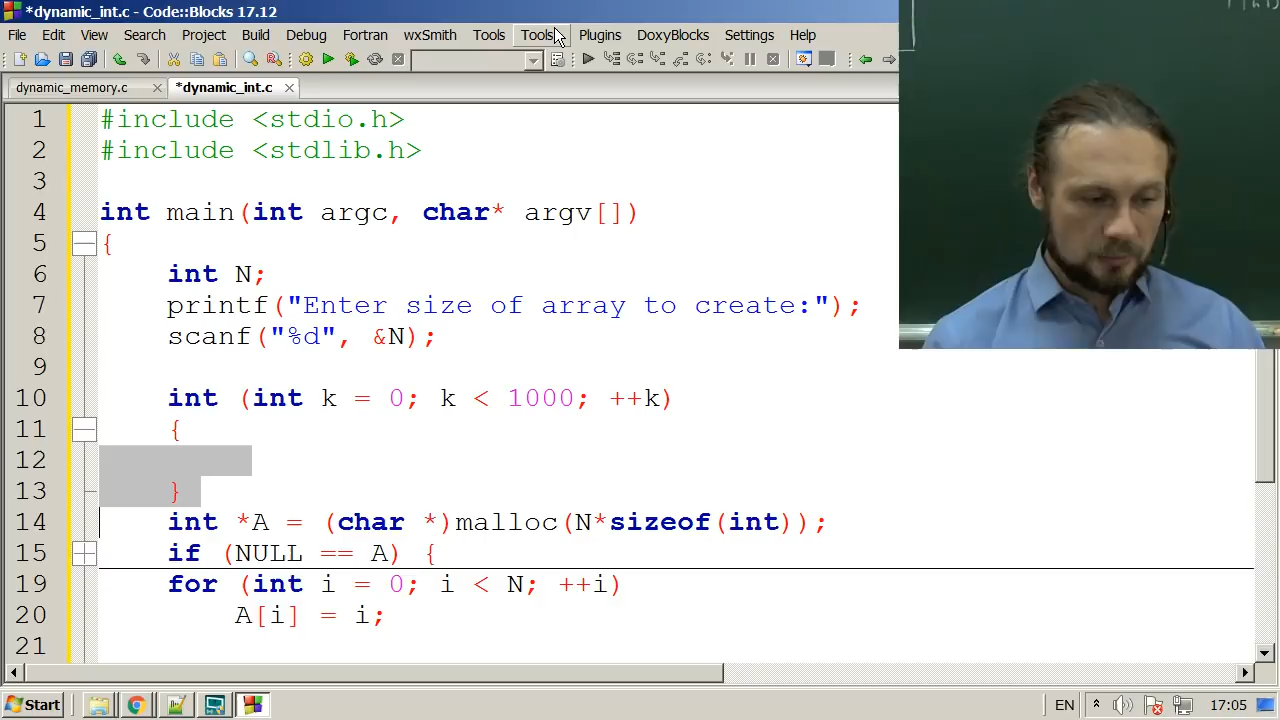 *dynamic_int.c - Code::Blocks 17.12
File Edit View Search Project Build Debug Fortran wxSmith Tools Tools Plugins DoxyBlocks Settings Help
dynamic_memory.c *dynamic_int.c
1 #include <stdio.h>
2 #include <stdlib.h>
3
4 int main(int argc, char* argv[])
5 {
6 int N;
7 printf("Enter size of array to create:");
8 scanf("%d", &N);
9
10 int (int k = 0; k < 1000; ++k)
11 {
12
13 }
14 int *A = (char *)malloc(N*sizeof(int));
15 if (NULL == A) {
19 for (int i = 0; i < N; ++i)
20 A[i] = i;
21
Start EN 17:05